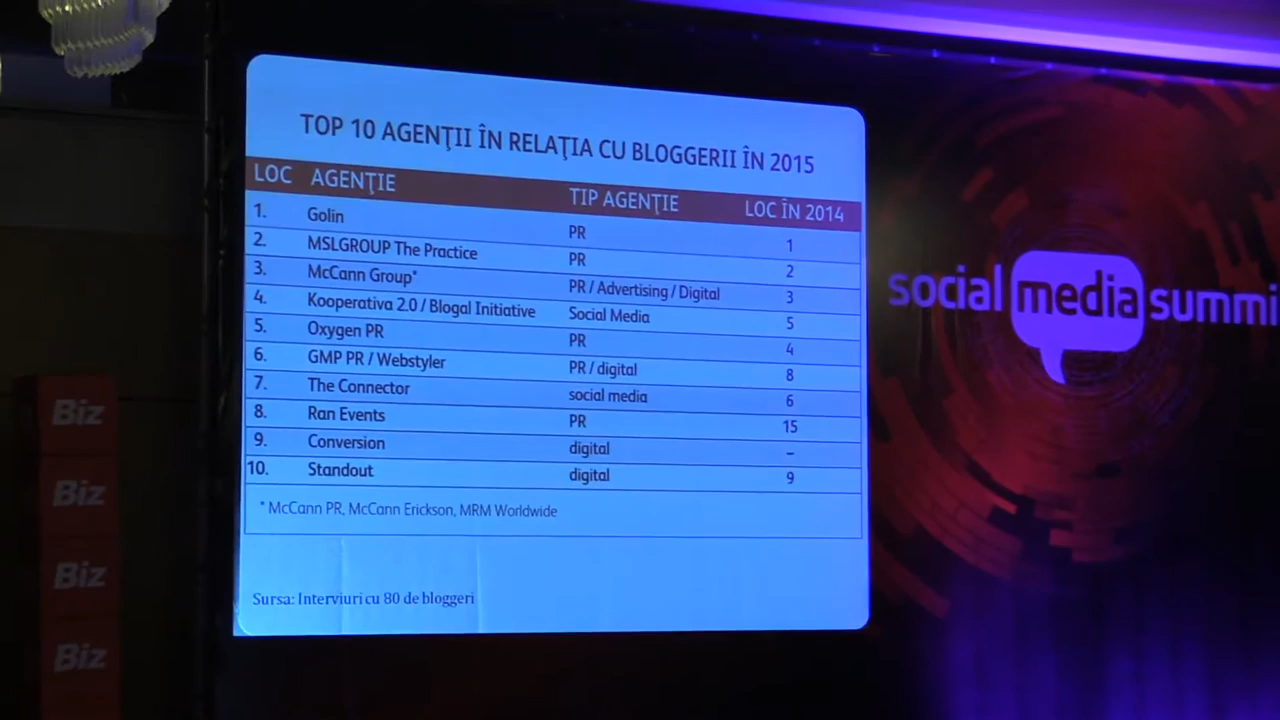 TOP 10 AGENŢII ÎN RELAŢIA CU BLOGGERII ÎN 2015
LOC AGENŢIE TIP AGENŢIE LOC ÎN 2014
1. Golin PR 1
2. MSLGROUP The Practice PR 2
3. McCann Group* PR / Advertising / Digital 3
4. Kooperativa 2.0 / Blogal Initiative Social Media 5
5. Oxygen PR PR 4
6. GMP PR / Webstyler PR / digital 8
7. The Connector social media 6
8. Ran Events PR 15
9. Conversion digital –
10. Standout digital 9
* McCann PR, McCann Erickson, MRM Worldwide
Sursa: Interviuri cu 80 de bloggeri
social media summi
Biz
Biz
Biz
Biz